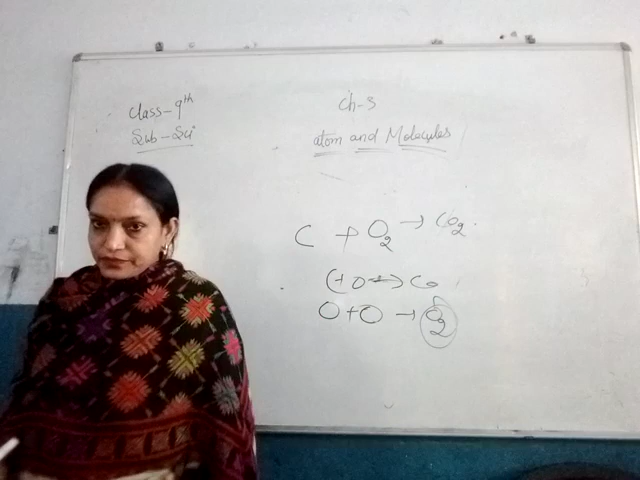 Class-9th
Sub-Sci
Ch-3
atom and Molecules
C + O2 → CO2
C + O → Co
O+O → O2